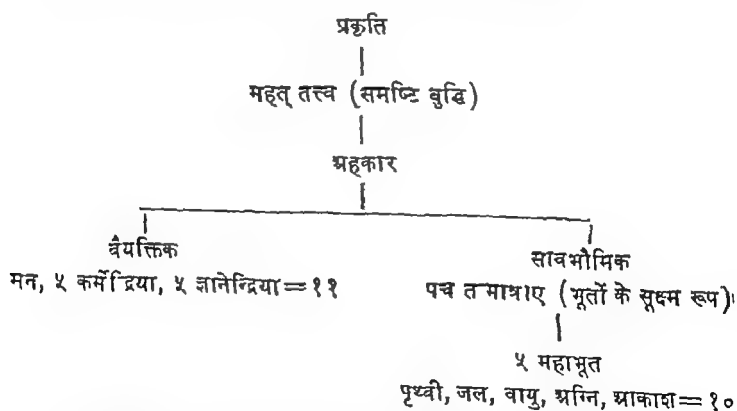 प्रकृति
महत् तत्त्व (समष्टि बुद्धि)
अहकार
वैयक्तिक
मन, ५ कर्मेन्द्रिया, ५ ज्ञानेन्द्रिया=११
सावभौमिक
पच तमात्राए (भूतों के सूक्ष्म रूप)
५ महाभूत
पृथ्वी, जल, वायु, अग्नि, आकाश=१०